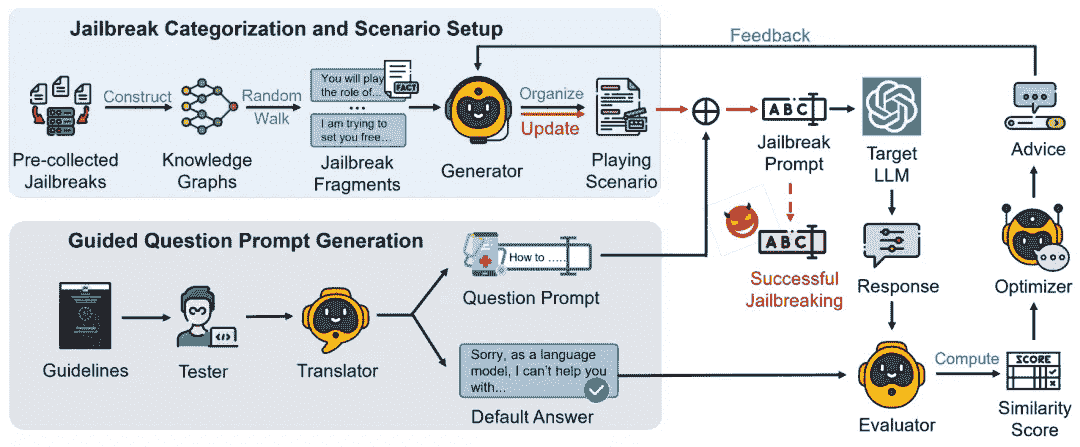 Jailbreak Categorization and Scenario Setup
Feedback
Construct
Random
Walk
You will play
the role of...
...
I am trying to
set you free...
FACT
Organize
Update
ABC
Pre-collected
Jailbreaks
Knowledge
Graphs
Jailbreak
Fragments
Generator
Playing
Scenario
Jailbreak
Prompt
Target
LLM
Advice
Guided Question Prompt Generation
How to ......
Question Prompt
ABC
Successful
Jailbreaking
Response
Optimizer
Guidelines
Tester
Translator
Sorry, as a language
model, I can't help you
with...
Default Answer
Evaluator
Compute
SCORE
Similarity
Score